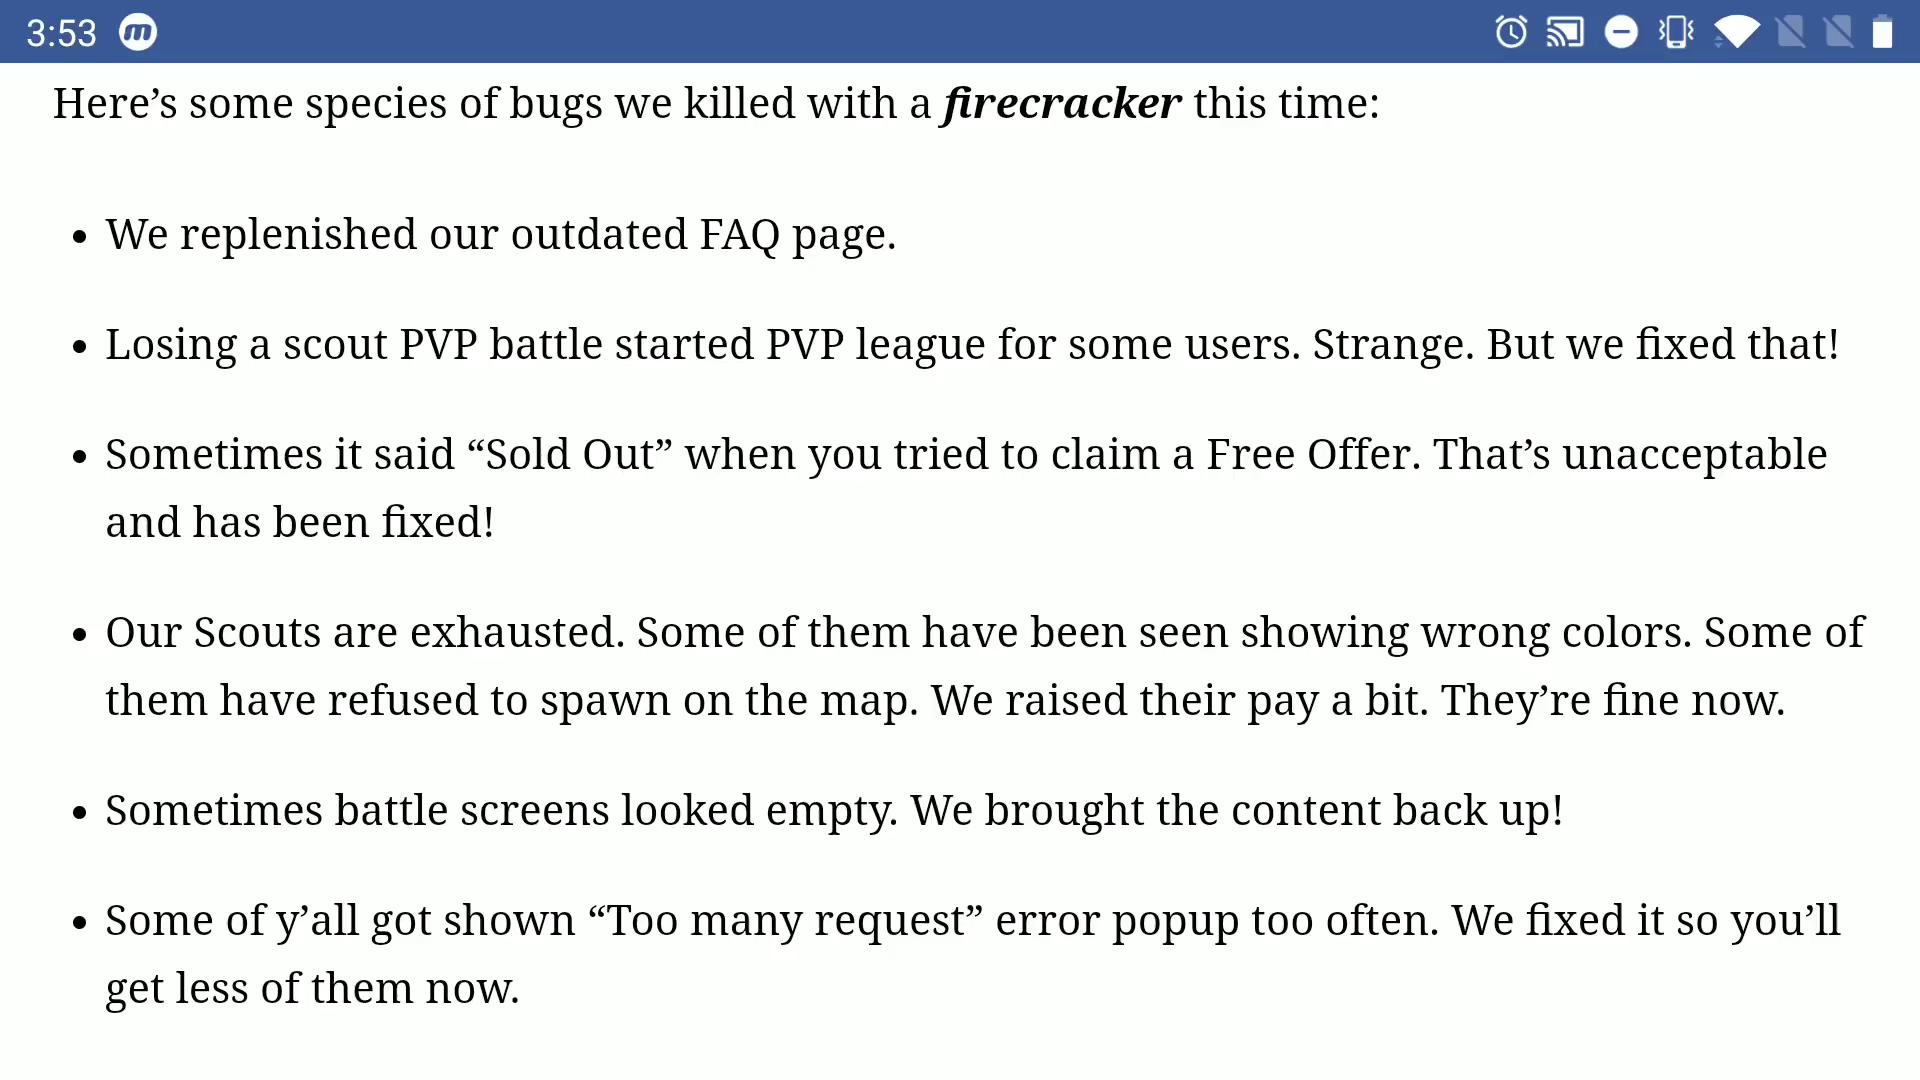 3:53 m
Here’s some species of bugs we killed with a firecracker this time:
• We replenished our outdated FAQ page.
• Losing a scout PVP battle started PVP league for some users. Strange. But we fixed that!
• Sometimes it said “Sold Out” when you tried to claim a Free Offer. That’s unacceptable
and has been fixed!
• Our Scouts are exhausted. Some of them have been seen showing wrong colors. Some of
them have refused to spawn on the map. We raised their pay a bit. They’re fine now.
• Sometimes battle screens looked empty. We brought the content back up!
• Some of y’all got shown “Too many request” error popup too often. We fixed it so you’ll
get less of them now.